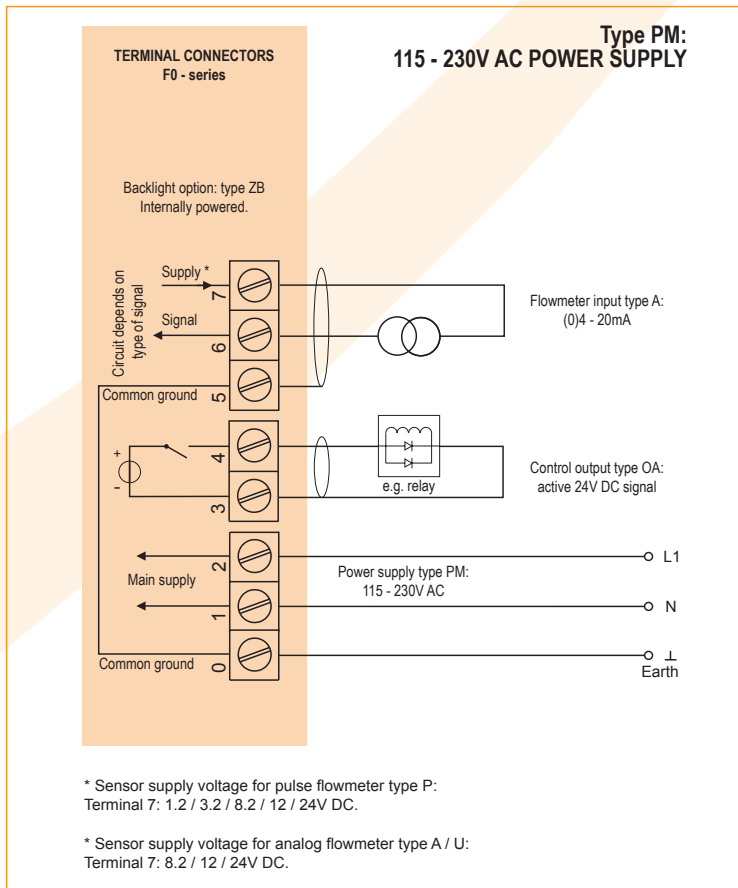 Type PM:
115 - 230V AC POWER SUPPLY
TERMINAL CONNECTORS
F0 - series
Backlight option: type ZB
Internally powered.
Circuit depends on
type of signal
Supply *
7
Signal
6
Common ground
5
Flowmeter input type A:
(0)4 - 20mA
+
-
4
3
e.g. relay
Control output type OA:
active 24V DC signal
2
Main supply
1
Power supply type PM:
115 - 230V AC
L1
N
Common ground
0
Earth
* Sensor supply voltage for pulse flowmeter type P:
Terminal 7: 1.2 / 3.2 / 8.2 / 12 / 24V DC.
* Sensor supply voltage for analog flowmeter type A / U:
Terminal 7: 8.2 / 12 / 24V DC.